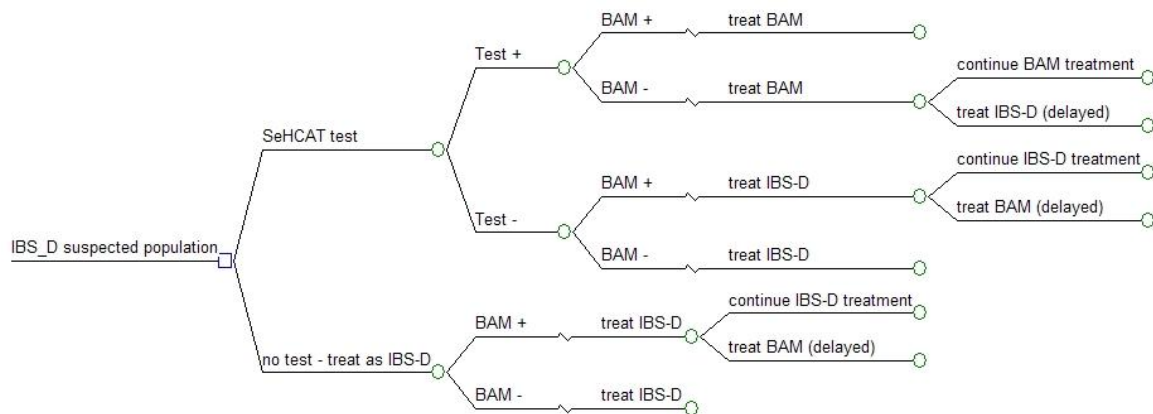 BAM +
treat BAM
Test +
continue BAM treatment
BAM -
treat BAM
treat IBS-D (delayed)
SeHCAT test
continue IBS-D treatment
BAM +
treat IBS-D
treat BAM (delayed)
Test -
IBS_D suspected population
BAM -
treat IBS-D
continue IBS-D treatment
BAM +
treat IBS-D
treat BAM (delayed)
no test - treat as IBS-D
BAM -
treat IBS-D